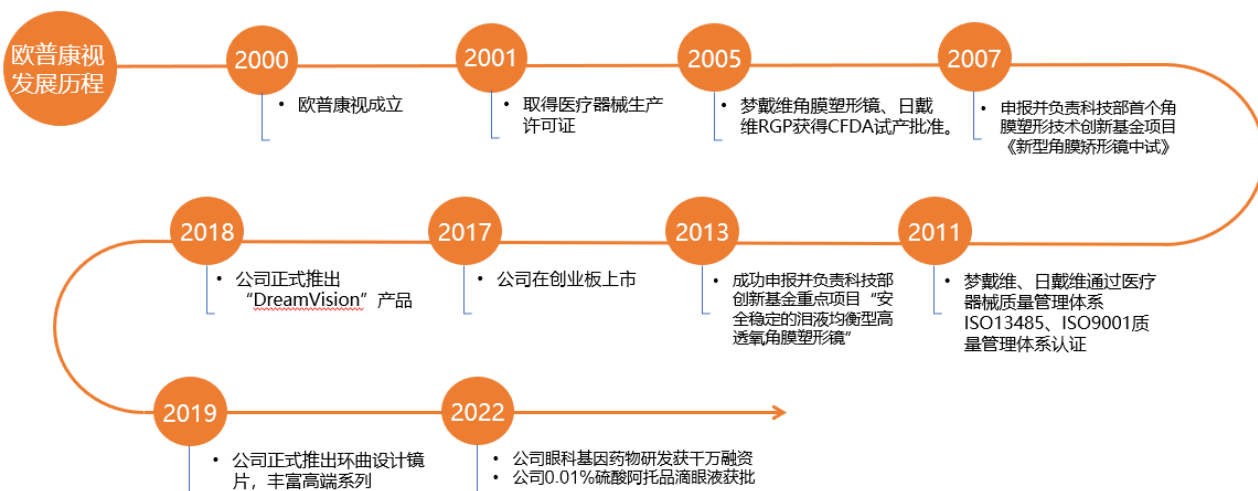 欧普康视
发展历程
2000
• 欧普康视成立
2001
• 取得医疗器械生产
许可证
2005
• 梦戴维角膜塑形镜、日戴
维RGP获得CFDA试产批准。
2007
• 申报并负责科技部首个角
膜塑形技术创新基金项目
《新型角膜矫形镜中试》
2011
• 梦戴维、日戴维通过医疗
器械质量管理体系
ISO13485、ISO9001质
量管理体系认证
2013
• 成功申报并负责科技部
创新基金重点项目“安
全稳定的泪液均衡型高
透氧角膜塑形镜”
2017
• 公司在创业板上市
2018
• 公司正式推出
“DreamVision”产品
2019
• 公司正式推出环曲设计镜
片，丰富高端系列
2022
• 公司眼科基因药物研发获千万融资
• 公司0.01%硫酸阿托品滴眼液获批